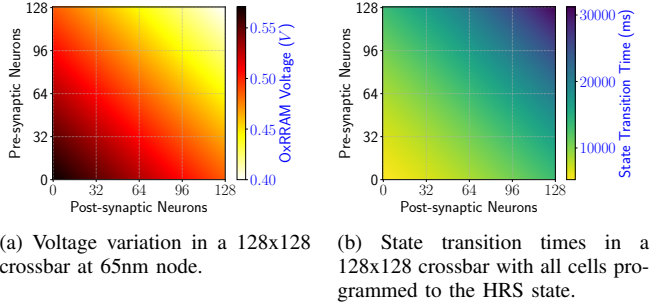 128
96
64
32
0
0 32 64 96 128
Pre-synaptic Neurons
Post-synaptic Neurons
0.55
0.50
0.45
0.40
OxRRAM Voltage (V)
128
96
64
32
0
0 32 64 96 128
Pre-synaptic Neurons
Post-synaptic Neurons
30000
20000
10000
State Transition Time (ms)
(a) Voltage variation in a 128x128
crossbar at 65nm node.
(b) State transition times in a
128x128 crossbar with all cells pro-
grammed to the HRS state.